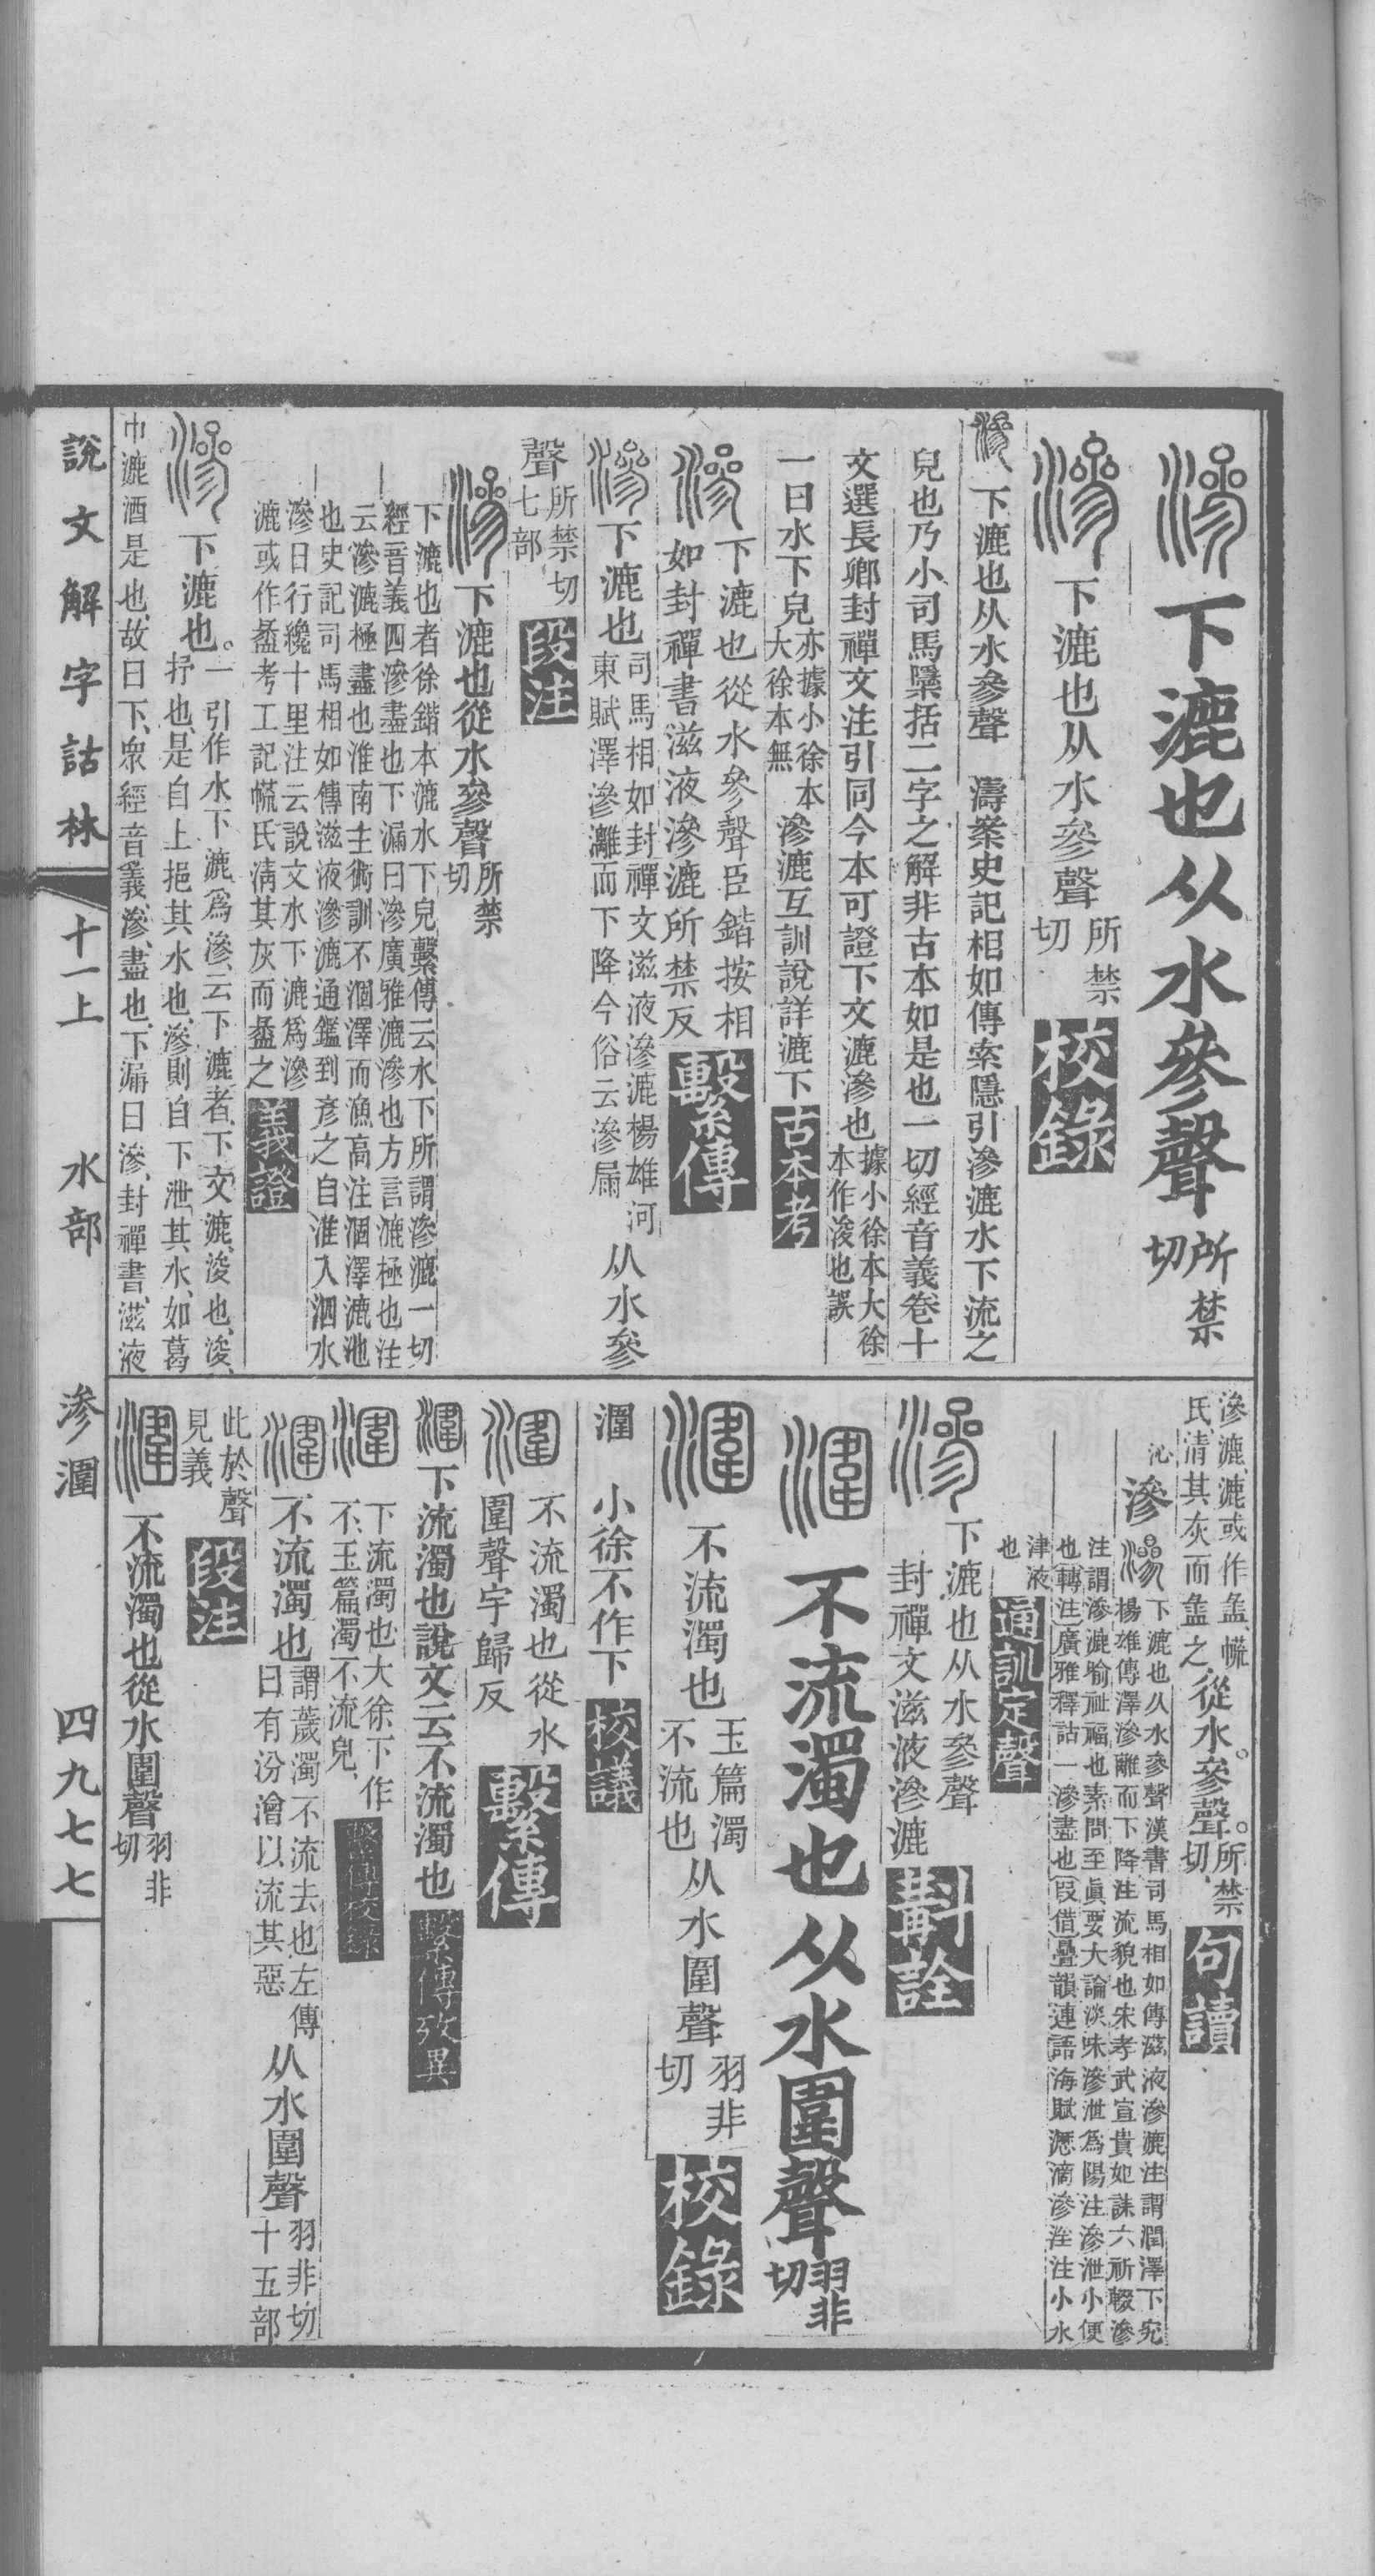 滲 下漉也从水參聲所禁切
滲 下漉也从水參聲所禁切 校錄
滲 下漉也从水參聲 濤案史記相如傳索隱引滲漉水下流之
皃也乃小司馬檃括二字之解非古本如是也一切經音義卷十
文選長卿封禪文注引同今本可證下文漉滲也據小徐本大徐本作浚也誤
一曰水下皃亦據小徐本大徐本無 滲漉互訓說詳漉下 古本考
滲 下漉也從水參聲臣鍇按相
如封禪書滋液滲漉所禁反 繫傳
滲 下漉也司馬相如封禪文滋液滲漉楊雄河東賦澤滲灕而下降今俗云滲屚 从水參
聲所禁切七部 段注
滲 下漉也從水參聲所禁切
下漉也者徐鍇本漉水下皃繫傳云水下所謂滲漉一切
經音義四滲盡也下漏曰滲廣雅漉滲也方言漉極也注
云滲漉極盡也淮南主術訓不涸澤而漁高注涸澤漉池
也史記司馬相如傳滋液滲漉通鑑到彥之自淮入泗水
滲日行纔十里注云說文水下漉爲滲
漉或作盝考工記㡛氏淸其灰而盝之 義證
滲 下漉也。一引作水下漉爲滲、云下漉者、下文漉、浚也、浚、
抒也、是自上挹其水也、滲則自下泄其水、如葛
巾漉酒是也、故曰下、衆經音義、滲、盡也、下漏曰滲、封禪書、滋液
滲漉、漉或作盝、㡛
氏、清其灰而盝之、從水。參聲。所禁切、 句讀
沁
滲 下漉也从水參聲漢書司馬相如傳滋液滲漉注謂潤澤下究
楊雄傳澤滲離而下降注流貌也宋孝武宣貴妃誄六祈輟滲
注謂滲漉喻祉福也素問至眞要大論淡味滲泄爲陽注滲泄小便
也轉注廣雅釋詁一滲盡也叚借疊韻連語海賦瀝滴滲淫注小水
津液
也 通訓定聲
滲 下漉也从水參聲
封禪文滋液滲漉 斠詮
潿 不流濁也从水圍聲羽非切
潿 不流濁也玉篇濁不流也从水圍聲羽非切 校錄
潿 小徐不作下 校議
潿 不流濁也從水
圍聲宇歸反 繫傳
潿 下流濁也說文云不流濁也 繫傳攷異
潿 下流濁也大徐下作
不、玉篇濁不流皃、 繫傳校錄
潿 不流濁也謂薉濁不流去也左傳曰有汾澮以流其惡 从水圍聲羽非切十五部
此於聲
見義 段注
潿 不流濁也從水圍聲羽非切
說文解字詁林 十一上 水部 滲潿 四九七七